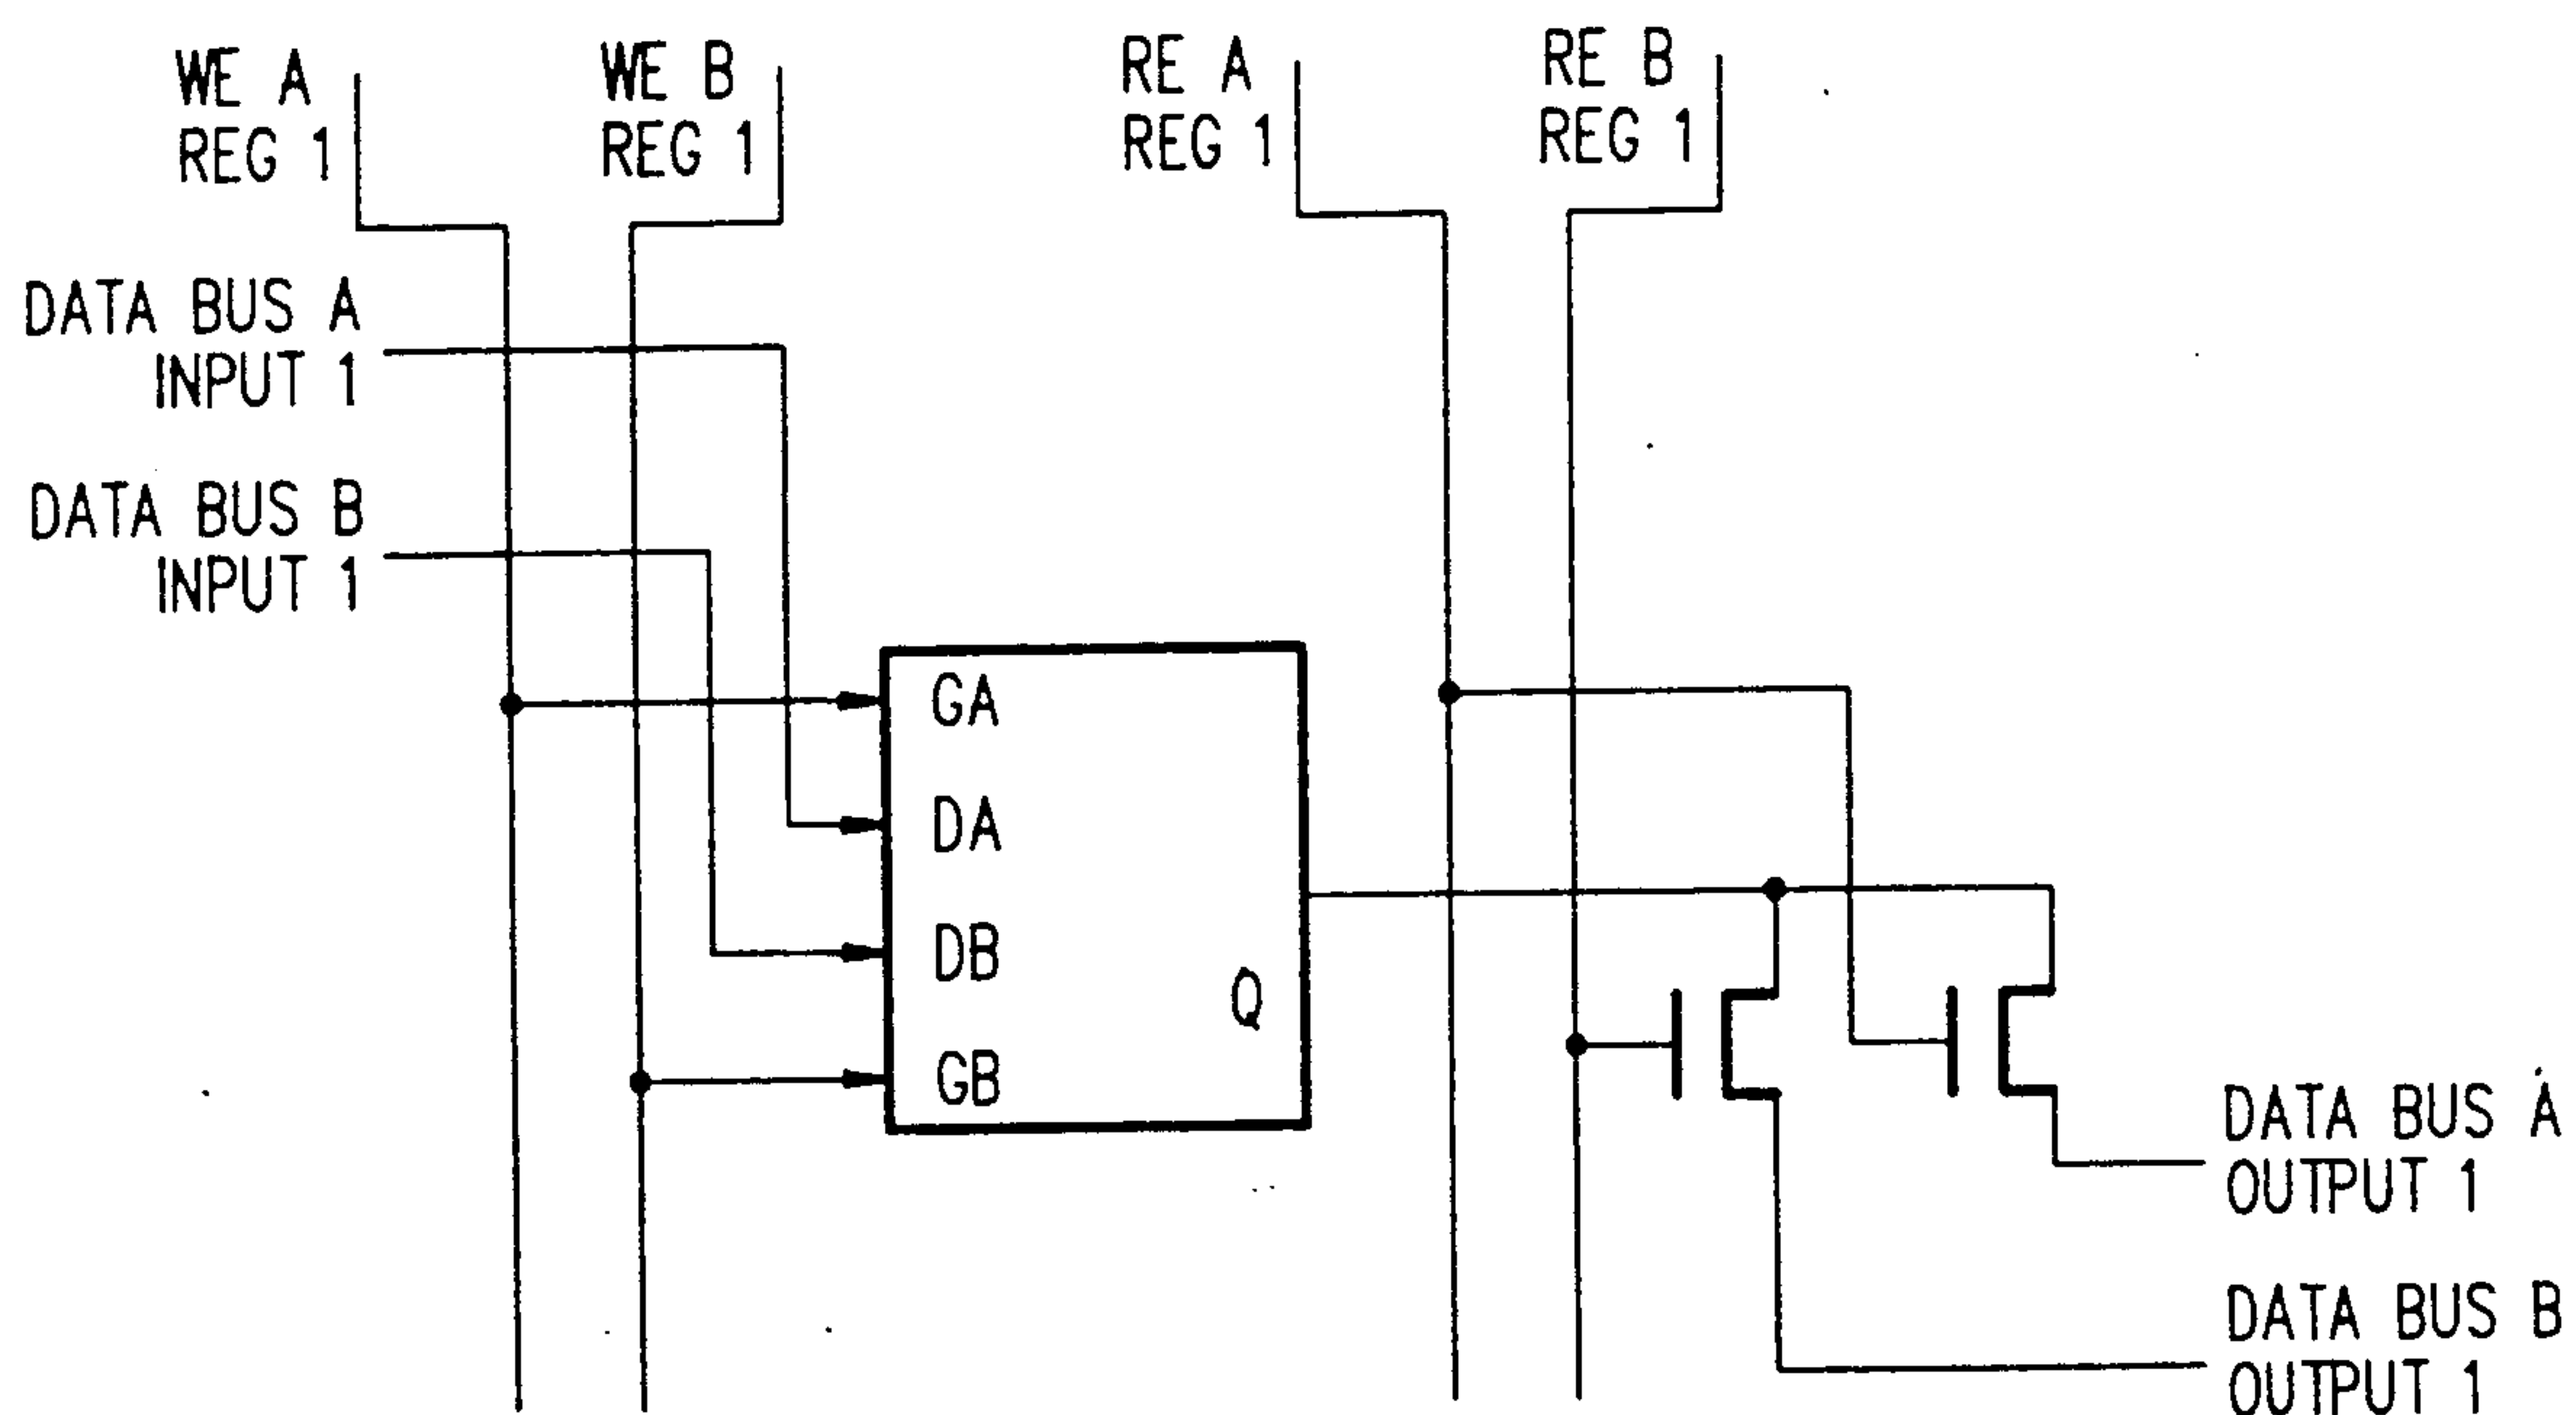 WE A
REG 1
WE B
REG 1
RE A
REG 1
RE B
REG 1
DATA BUS A
INPUT 1
DATA BUS B
INPUT 1
GA
DA
DB
GB
Q
DATA BUS A
OUTPUT 1
DATA BUS B
OUTPUT 1